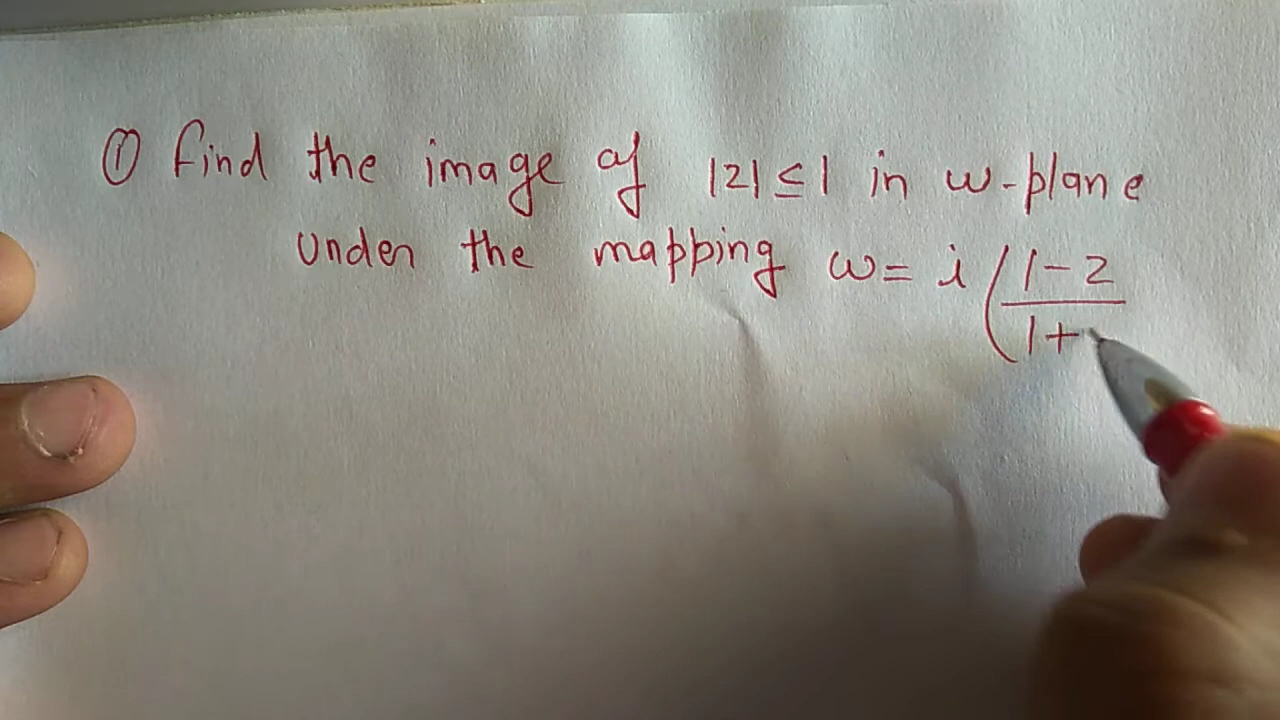 ① Find the image of |z| ≤ 1 in w-plane
under the mapping w = i (1-z / 1+